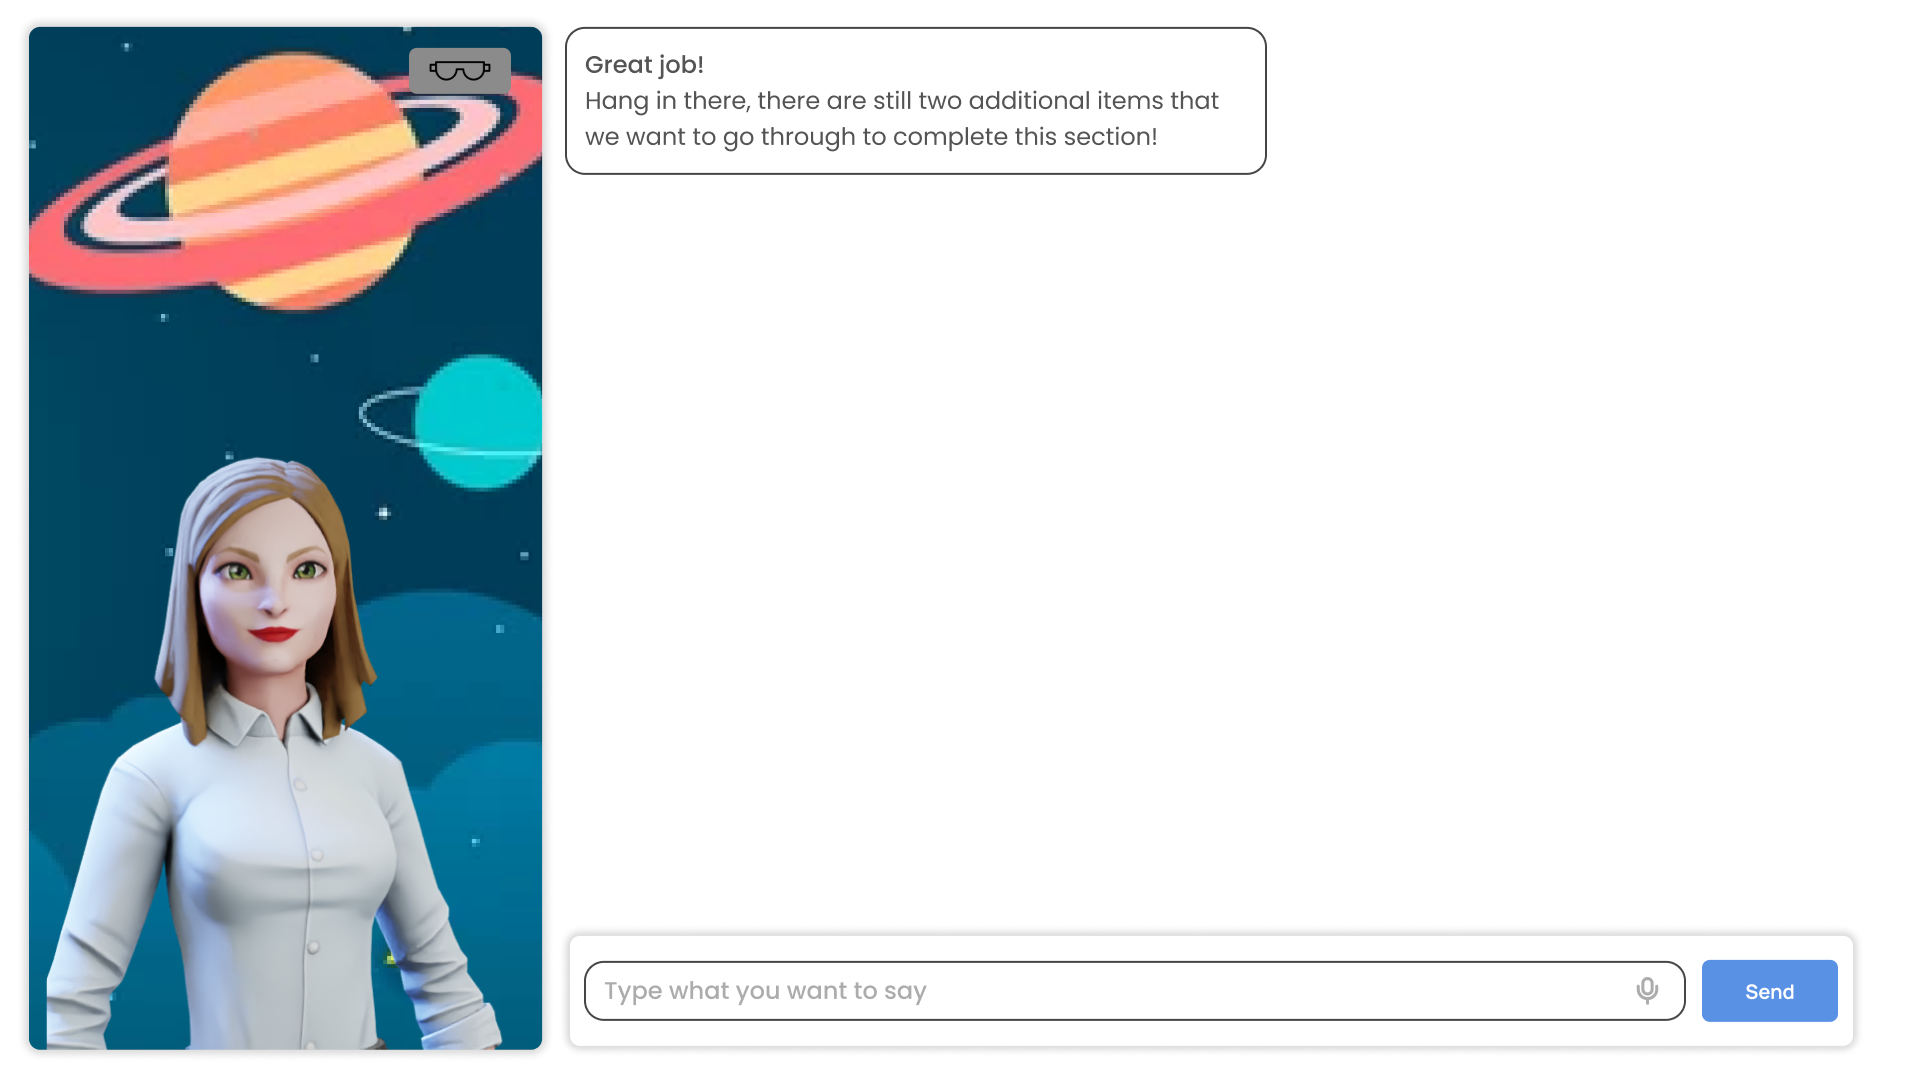 Great job!
Hang in there, there are still two additional items that
we want to go through to complete this section!
Type what you want to say
Send